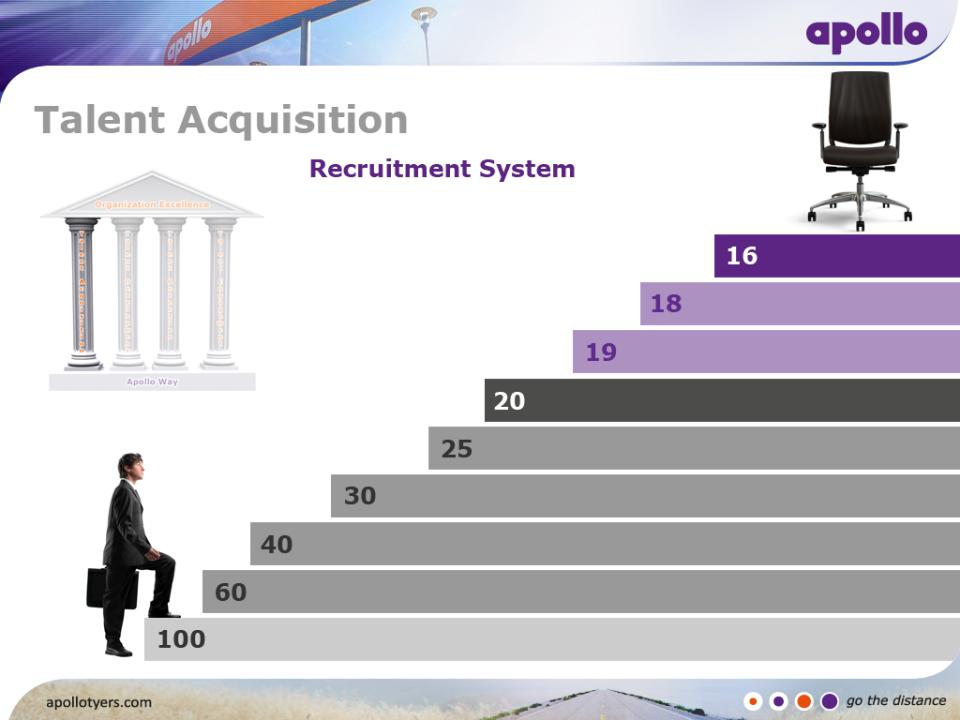 apollo
apollo
Talent Acquisition
Recruitment System
Organization Excellence
Apollo Way
16
18
19
20
25
30
40
60
100
apollotyers.com
go the distance